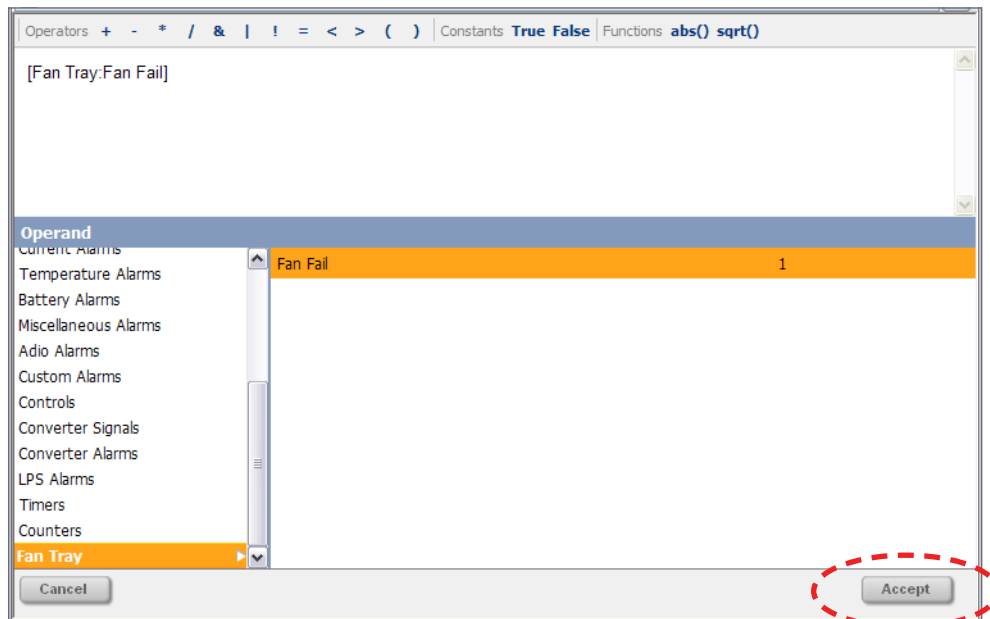 Operators + - * / & | ! = < > ( ) Constants True False Functions abs() sqrt()
[Fan Tray:Fan Fail]
Operand
Current Alarms
Temperature Alarms
Battery Alarms
Miscellaneous Alarms
Adio Alarms
Custom Alarms
Controls
Converter Signals
Converter Alarms
LPS Alarms
Timers
Counters
Fan Tray
Fan Fail 1
Cancel
Accept